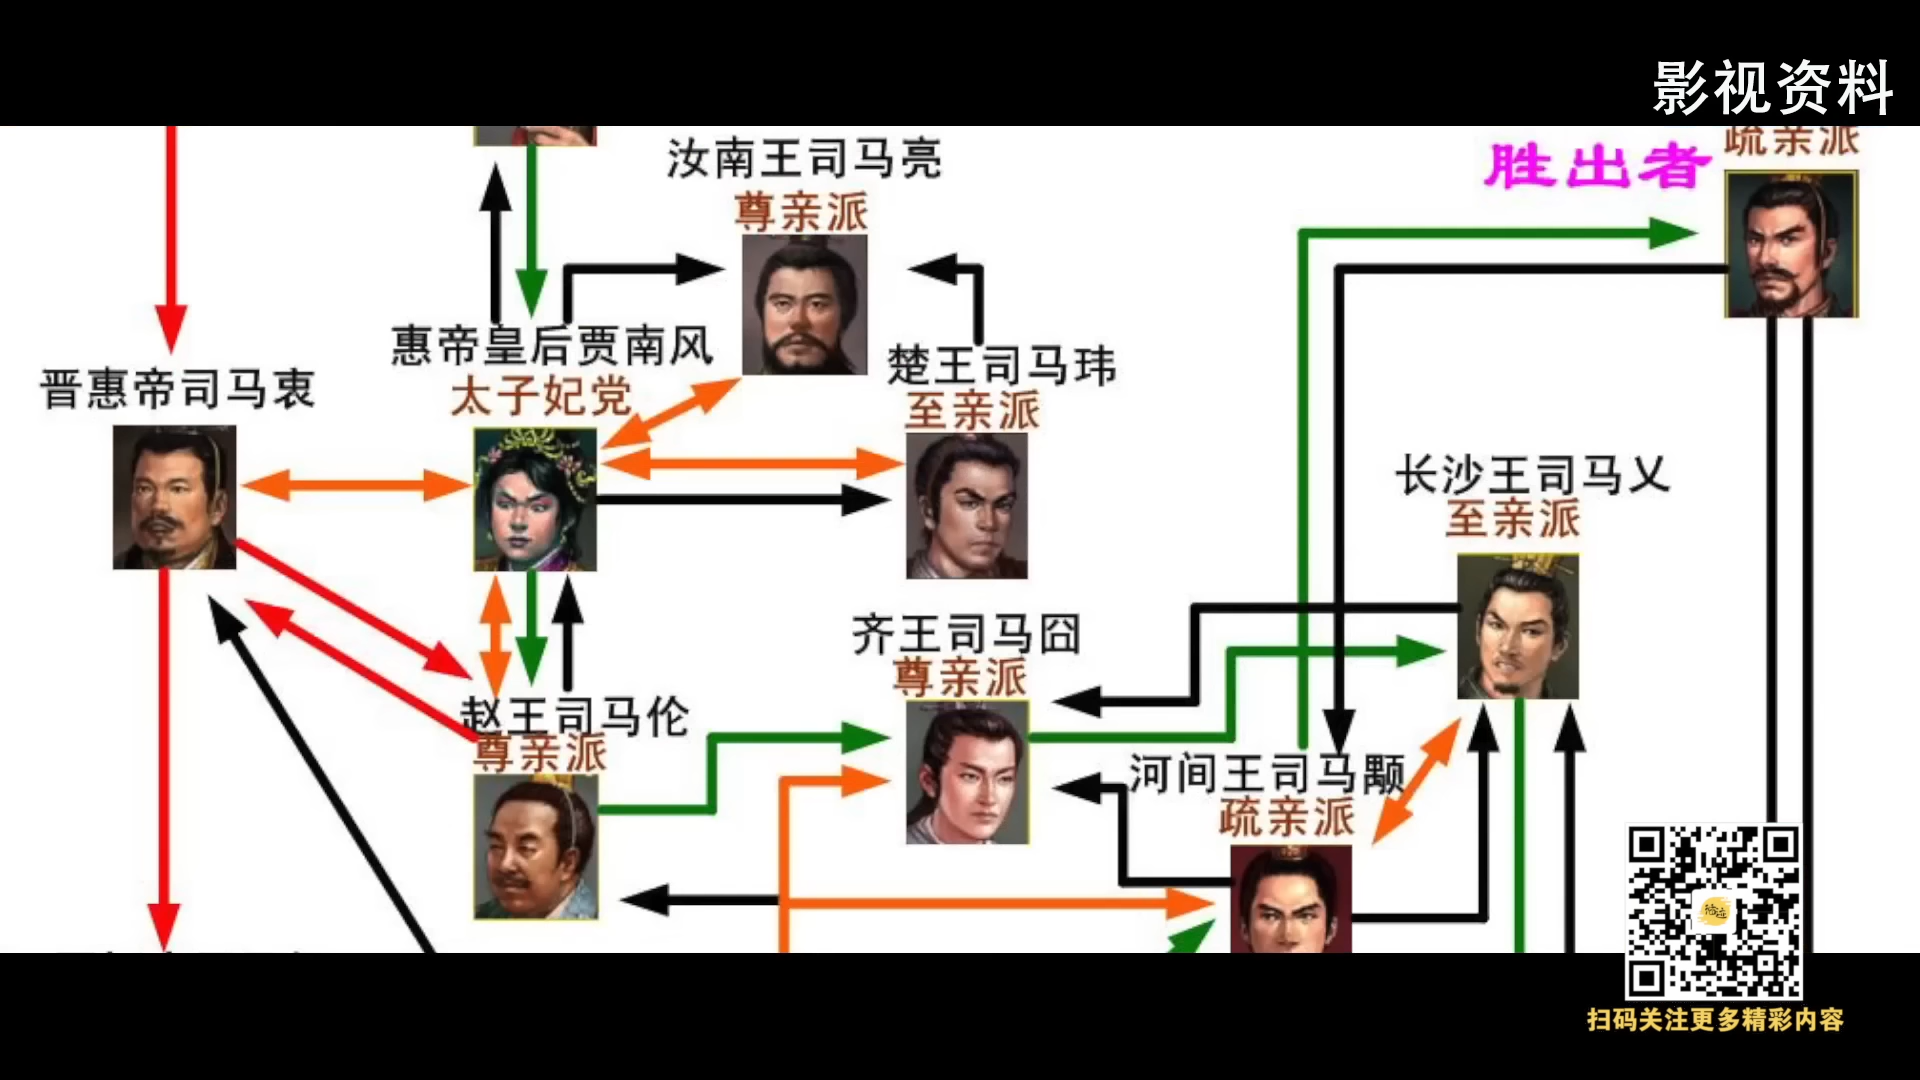 影视资料
疏亲派
胜出者
汝南王司马亮
尊亲派
惠帝皇后贾南风
太子妃党
楚王司马玮
至亲派
晋惠帝司马衷
长沙王司马乂
至亲派
齐王司马囧
尊亲派
赵王司马伦
尊亲派
河间王司马颙
疏亲派
扫码关注更多精彩内容